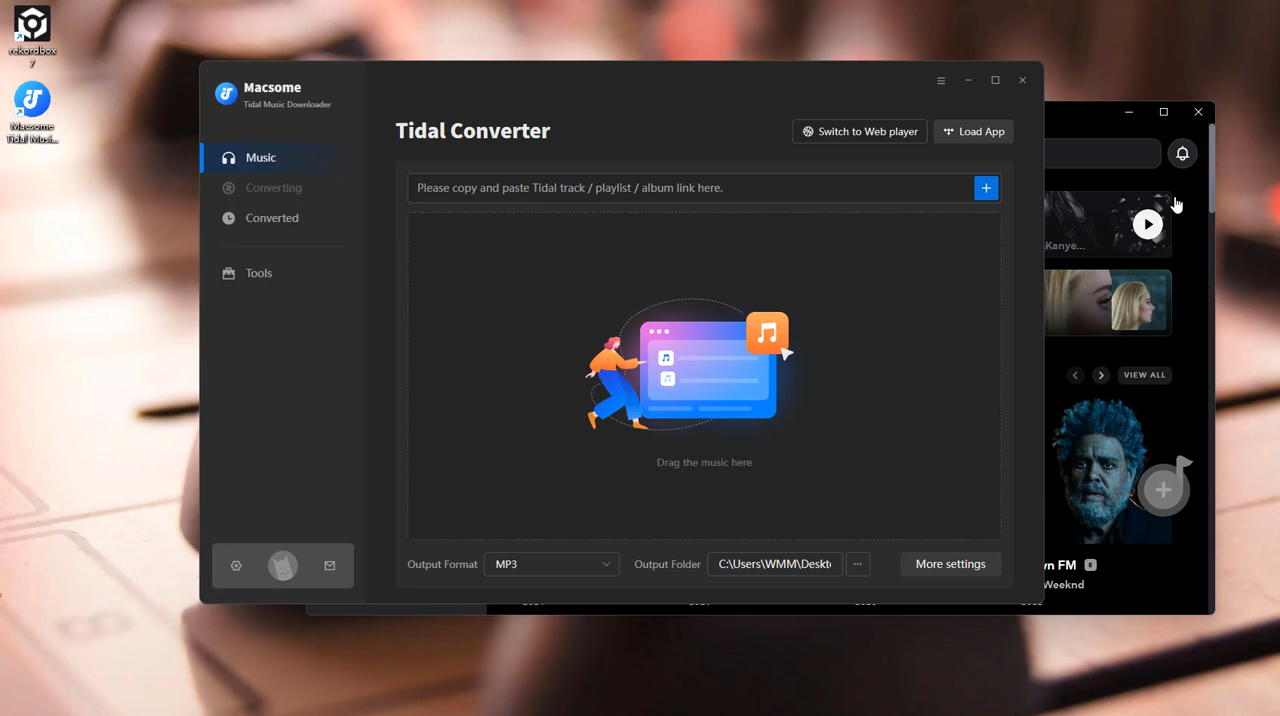 rekordbox
7
Macsome
Tidal Musi...
Macsome
Tidal Music Downloader
Music
Converting
Converted
Tools
Tidal Converter
Switch to Web player
Load App
Please copy and paste Tidal track / playlist / album link here.
Drag the music here
Output Format
MP3
Output Folder
C:\Users\WMM\Deskt
More settings
Kanye...
VIEW ALL
vn FM E
Weeknd